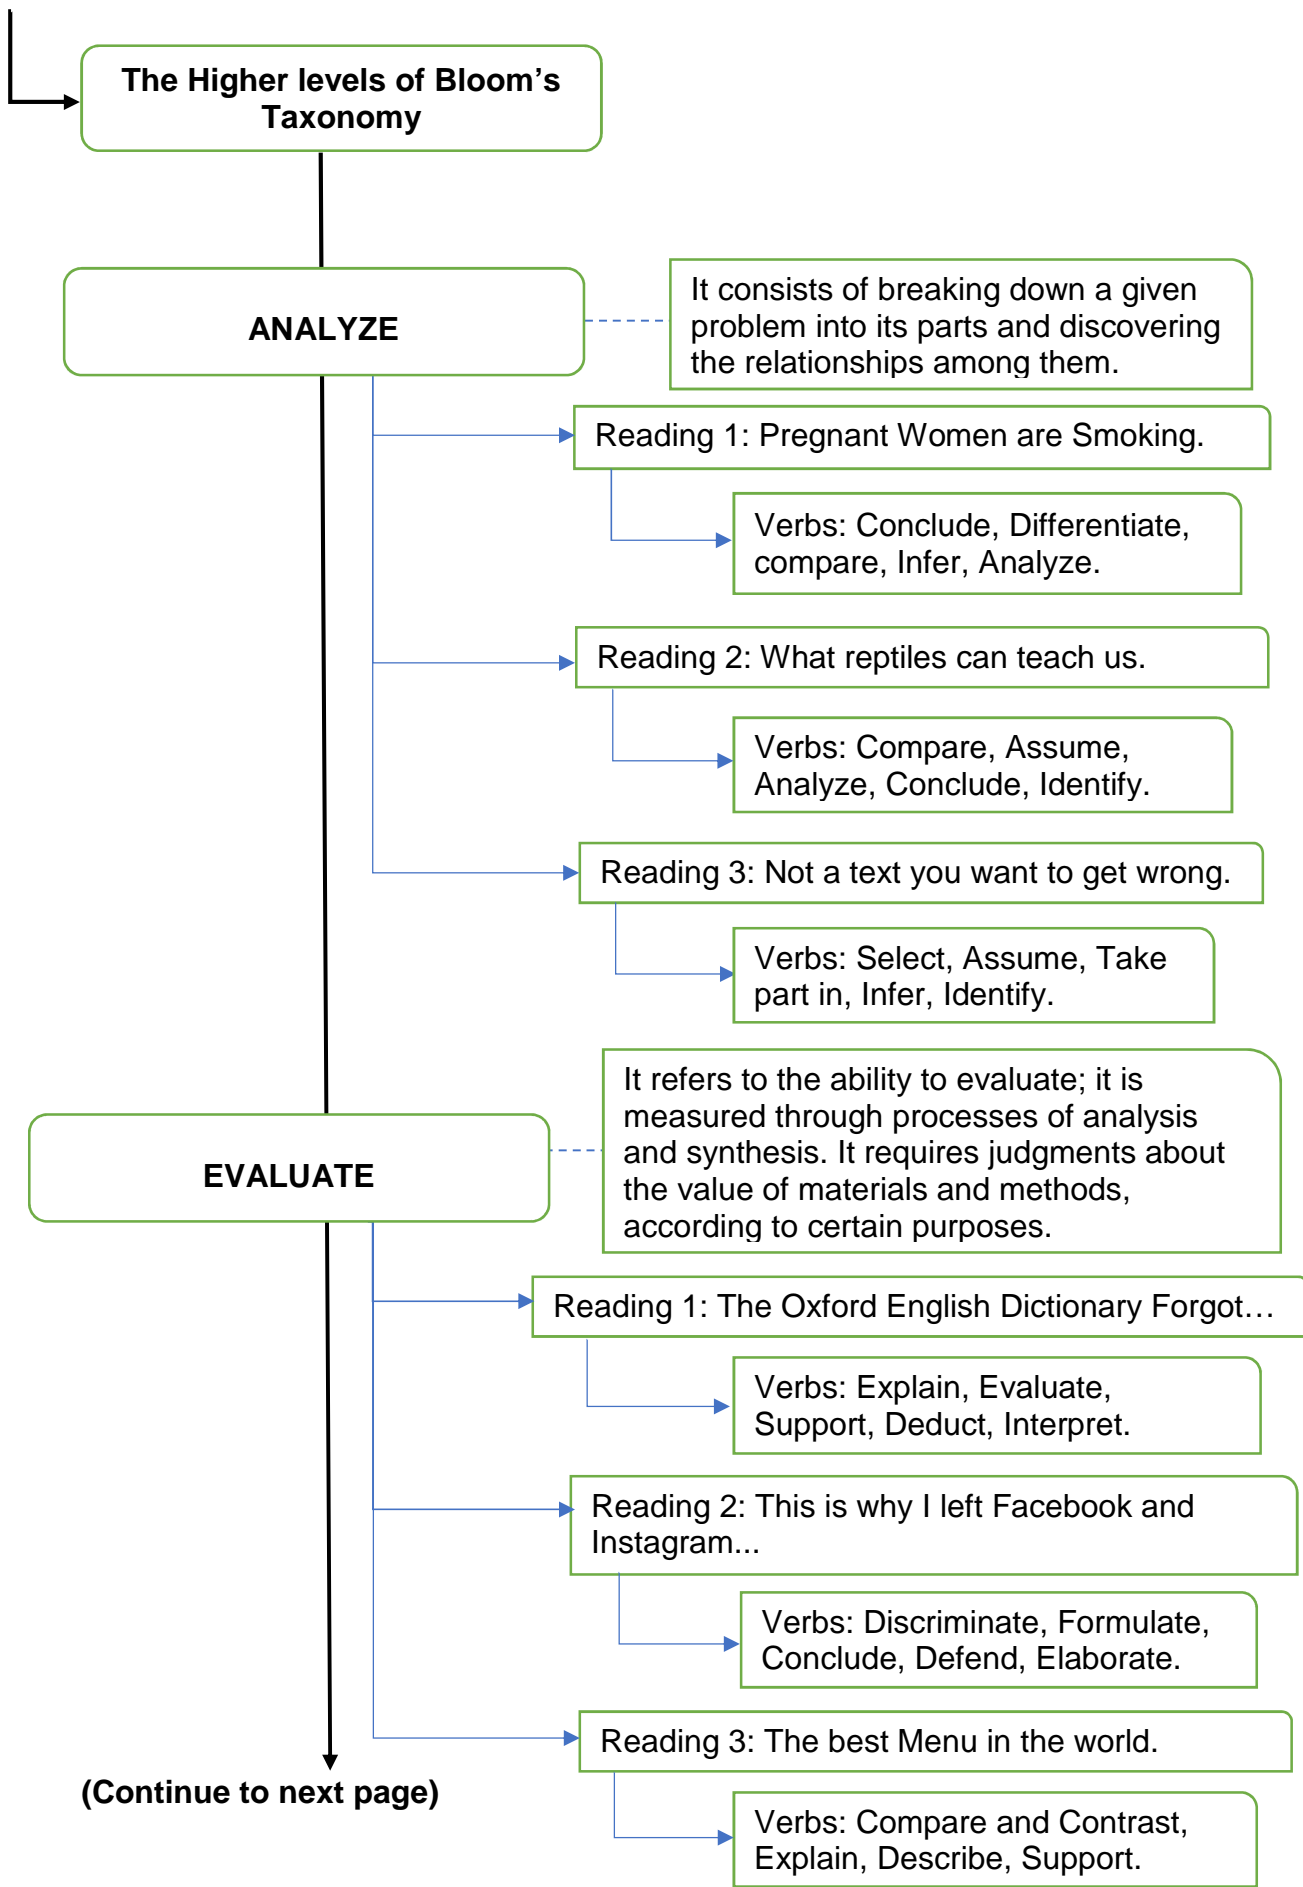 The Higher levels of Bloom’s
Taxonomy
ANALYZE
It consists of breaking down a given
problem into its parts and discovering
the relationships among them.
Reading 1: Pregnant Women are Smoking.
Verbs: Conclude, Differentiate,
compare, Infer, Analyze.
Reading 2: What reptiles can teach us.
Verbs: Compare, Assume,
Analyze, Conclude, Identify.
Reading 3: Not a text you want to get wrong.
Verbs: Select, Assume, Take
part in, Infer, Identify.
EVALUATE
It refers to the ability to evaluate; it is
measured through processes of analysis
and synthesis. It requires judgments about
the value of materials and methods,
according to certain purposes.
Reading 1: The Oxford English Dictionary Forgot…
Verbs: Explain, Evaluate,
Support, Deduct, Interpret.
Reading 2: This is why I left Facebook and
Instagram...
Verbs: Discriminate, Formulate,
Conclude, Defend, Elaborate.
Reading 3: The best Menu in the world.
Verbs: Compare and Contrast,
Explain, Describe, Support.
(Continue to next page)